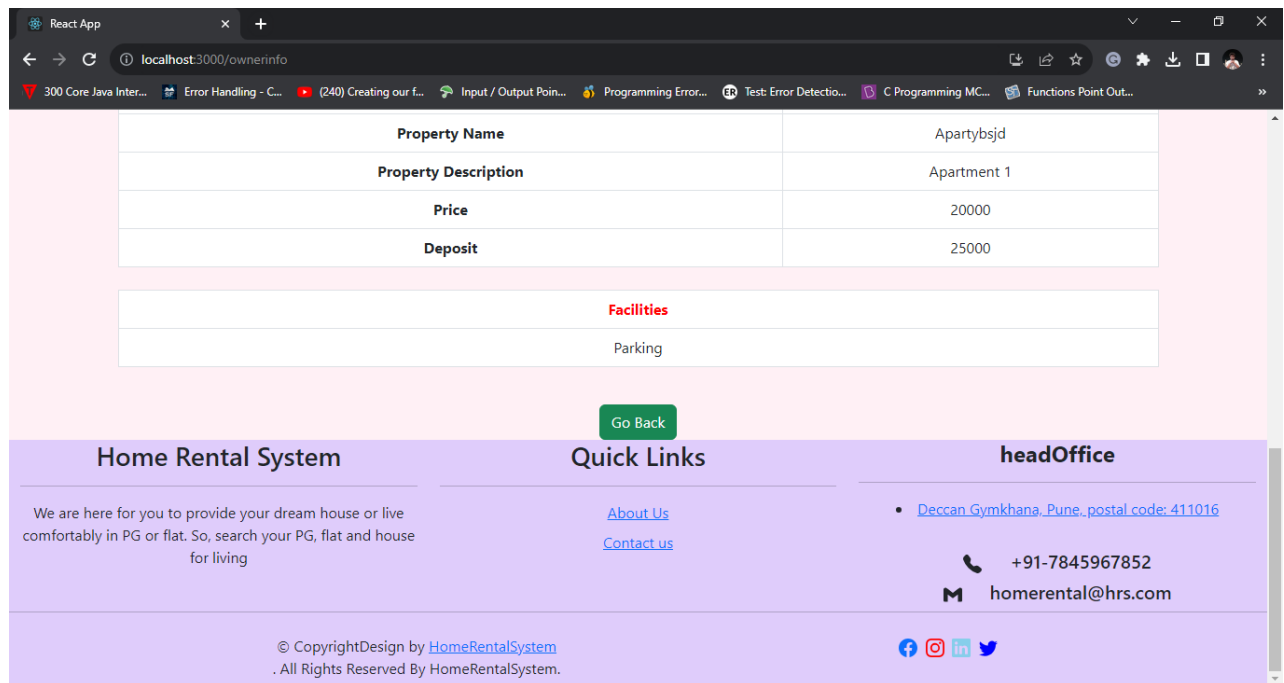 React App
localhost:3000/ownerinfo
300 Core Java Inter... Error Handling - C... (240) Creating our f... Input / Output Poin... Programming Error... Test: Error Detectio... C Programming MC... Functions Point Out... »
Property Name Apartybsjd
Property Description Apartment 1
Price 20000
Deposit 25000
Facilities
Parking
Go Back
Home Rental System
We are here for you to provide your dream house or live
comfortably in PG or flat. So, search your PG, flat and house
for living
Quick Links
About Us
Contact us
headOffice
Deccan Gymkhana, Pune, postal code: 411016
+91-7845967852
homerental@hrs.com
© CopyrightDesign by HomeRentalSystem
. All Rights Reserved By HomeRentalSystem.